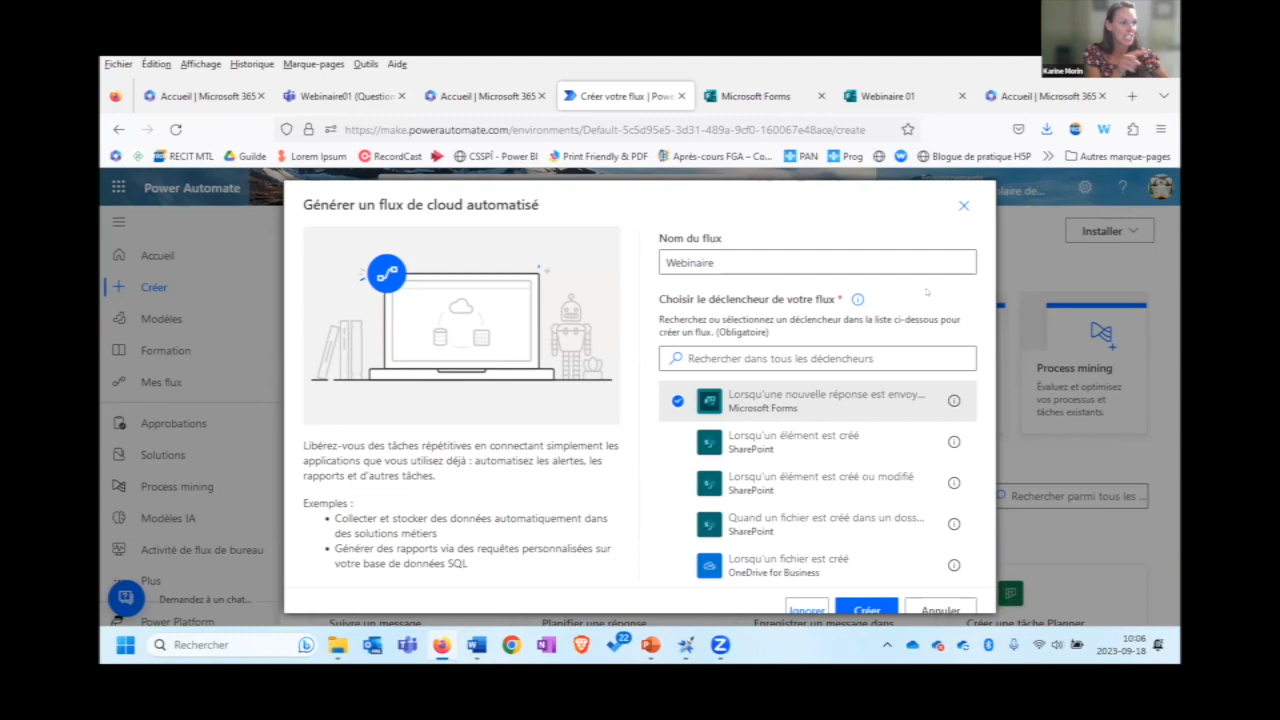 Karine Morin
Fichier Édition Affichage Historique Marque-pages Outils Aide
Accueil | Microsoft 365 Webinaire01 (Question Accueil | Microsoft 365 Créer votre flux | Powe Microsoft Forms Webinaire 01 Accueil | Microsoft 365
https://make.powerautomate.com/environments/Default-5c5d95e5-3d31-489a-9cf0-160067e48ace/create
RECIT MTL Guilde Lorem Ipsum RecordCast CSSPÎ - Power BI Print Friendly & PDF Après-cours FGA – Co... PAN Prog Blogue de pratique H5P Autres marque-pages
Power Automate
Environnements
olaire de...
Installer
Accueil
Créer
Modèles
Formation
Mes flux
Approbations
Solutions
Process mining
Modèles IA
Activité de flux de bureau
Plus
Demandez à un chat...
Power Platform
Générer un flux de cloud automatisé
Libérez-vous des tâches répétitives en connectant simplement les
applications que vous utilisez déjà : automatisez les alertes, les
rapports et d'autres tâches.
Exemples :
• Collecter et stocker des données automatiquement dans
des solutions métiers
• Générer des rapports via des requêtes personnalisées sur
votre base de données SQL
Nom du flux
Webinaire
Choisir le déclencheur de votre flux *
Recherchez ou sélectionnez un déclencheur dans la liste ci-dessous pour
créer un flux. (Obligatoire)
Rechercher dans tous les déclencheurs
Lorsqu'une nouvelle réponse est envoy...
Microsoft Forms
Lorsqu'un élément est créé
SharePoint
Lorsqu'un élément est créé ou modifié
SharePoint
Quand un fichier est créé dans un doss...
SharePoint
Lorsqu'un fichier est créé
OneDrive for Business
Ignorer Créer Annuler
Process mining
Évaluez et optimisez
vos processus et
tâches existants.
Rechercher parmi tous les ...
Suivre un message Planifier une réponse Enregistrer un message dans Créer une tâche Planner
Rechercher
22
10:06
2023-09-18